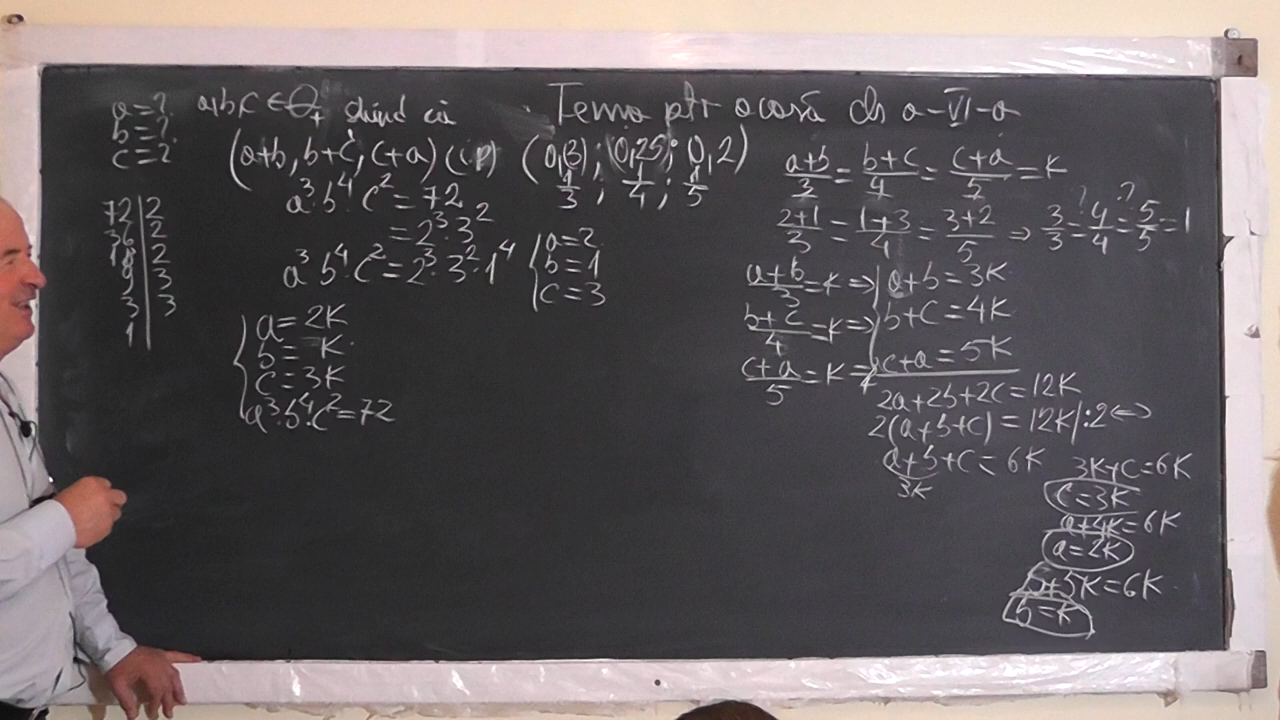 Tema ptr acasă cls a-VI-a
a=?
b=?
c=?
a,b,c ∈ Q₊ știind că
(a+b, b+c, c+a) (i.p) (0,(3); 0,25; 0,2)
1/3 ; 1/4 ; 1/5
a³·b⁴·c²=72
=2³·3²
a³·b⁴·c²=2³·3²·1⁴
{a=2
b=1
c=3
72|2
36|2
18|2
9|3
3|3
1|
{a=2K
b=K
c=3K
a³·b⁴·c²=72
(a+b)/3=(b+c)/4=(c+a)/5=K
(2+1)/3=(1+3)/4=(3+2)/5 ⇒ 3/3=?4/4=?5/5=1
(a+b)/3=K ⇒ a+b=3K
(b+c)/4=K ⇒ b+c=4K
(c+a)/5=K ⇒ c+a=5K
2a+2b+2c=12K
2(a+b+c)=12K|:2 ⇔
a+b+c=6K
3K
3K+c=6K
c=3K
a+4K=6K
a=2K
b+5K=6K
b=K